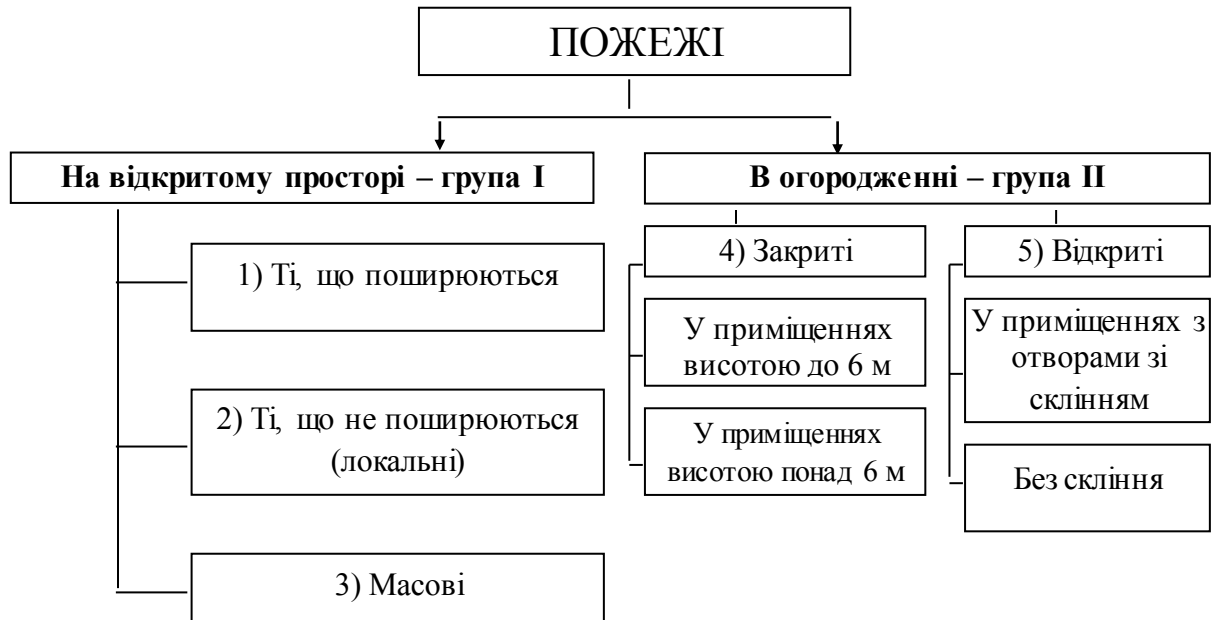 ПОЖЕЖІ
На відкритому просторі – група I
В огородженні – група II
1) Ті, що поширюються
2) Ті, що не поширюються
(локальні)
3) Масові
4) Закриті
У приміщеннях
висотою до 6 м
У приміщеннях
висотою понад 6 м
5) Відкриті
У приміщеннях з
отворами зі
склінням
Без скління